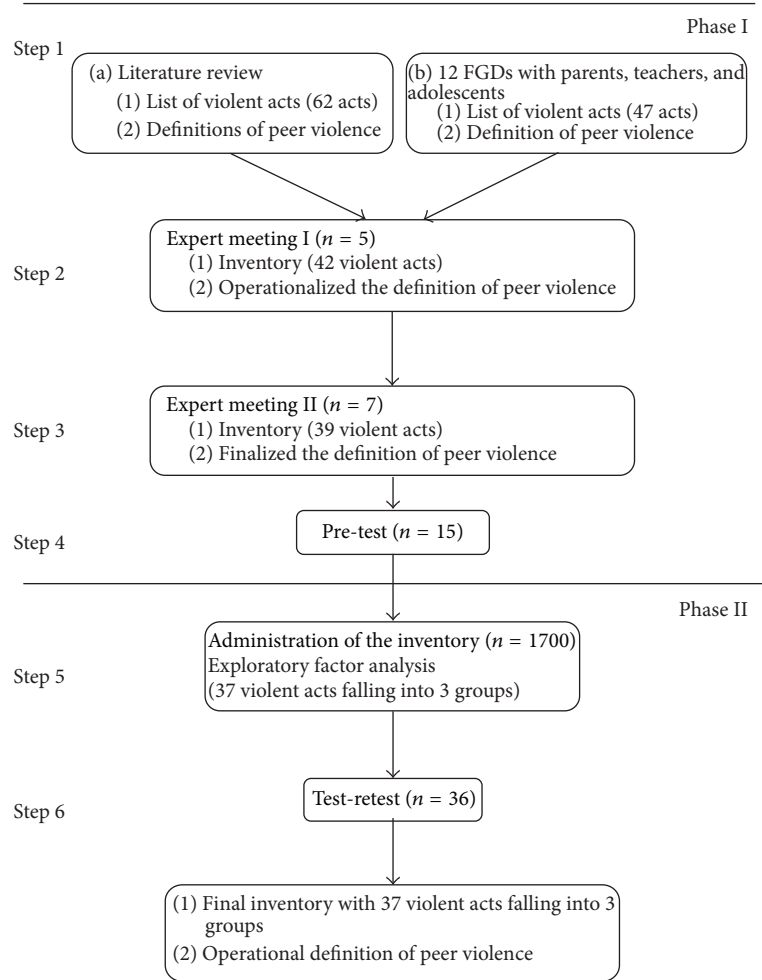 Phase I
Step 1
(a) Literature review
(1) List of violent acts (62 acts)
(2) Definitions of peer violence
(b) 12 FGDs with parents, teachers, and
adolescents
(1) List of violent acts (47 acts)
(2) Definition of peer violence
Step 2
Expert meeting I (n = 5)
(1) Inventory (42 violent acts)
(2) Operationalized the definition of peer violence
Step 3
Expert meeting II (n = 7)
(1) Inventory (39 violent acts)
(2) Finalized the definition of peer violence
Step 4
Pre-test (n = 15)
Phase II
Step 5
Administration of the inventory (n = 1700)
Exploratory factor analysis
(37 violent acts falling into 3 groups)
Step 6
Test-retest (n = 36)
(1) Final inventory with 37 violent acts falling into 3
groups
(2) Operational definition of peer violence